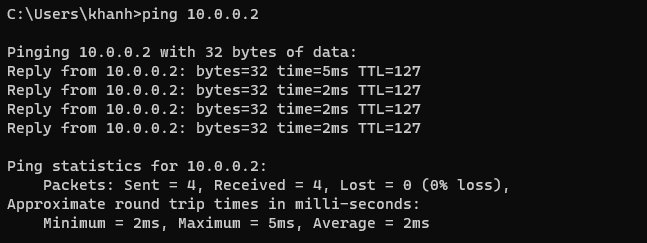 C:\Users\khanh>ping 10.0.0.2
Pinging 10.0.0.2 with 32 bytes of data:
Reply from 10.0.0.2: bytes=32 time=5ms TTL=127
Reply from 10.0.0.2: bytes=32 time=2ms TTL=127
Reply from 10.0.0.2: bytes=32 time=2ms TTL=127
Reply from 10.0.0.2: bytes=32 time=2ms TTL=127
Ping statistics for 10.0.0.2:
    Packets: Sent = 4, Received = 4, Lost = 0 (0% loss),
Approximate round trip times in milli-seconds:
    Minimum = 2ms, Maximum = 5ms, Average = 2ms